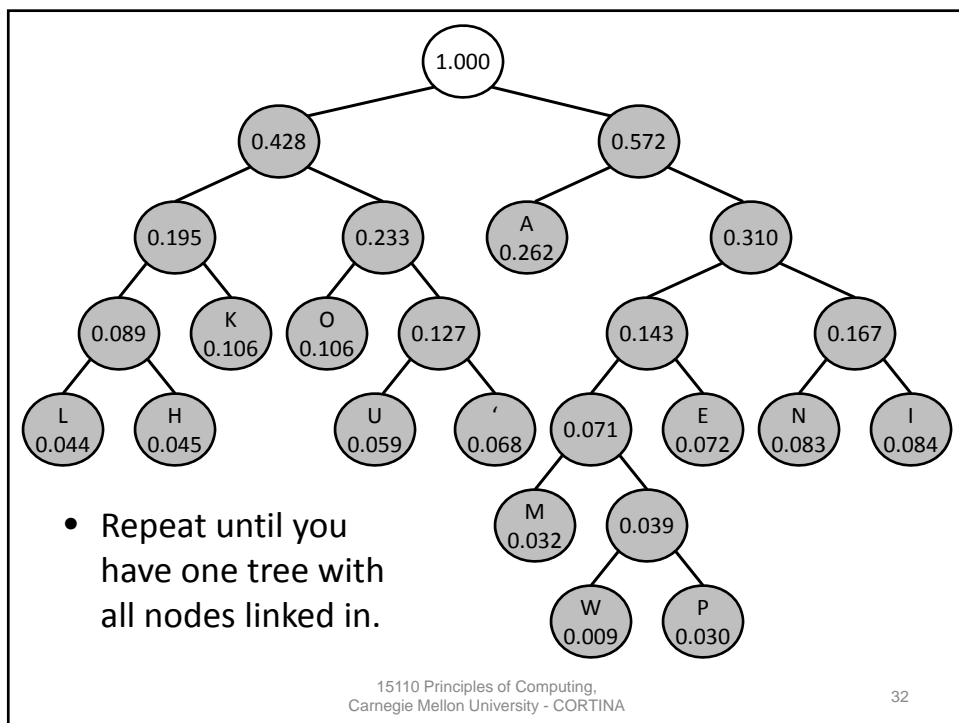 1.000
0.428
0.572
0.195
0.233
A
0.262
0.310
0.089
K
0.106
O
0.106
0.127
0.143
0.167
L
0.044
H
0.045
U
0.059
‘
0.068
0.071
E
0.072
N
0.083
I
0.084
M
0.032
0.039
W
0.009
P
0.030
• Repeat until you
have one tree with
all nodes linked in.
15110 Principles of Computing,
Carnegie Mellon University - CORTINA
32